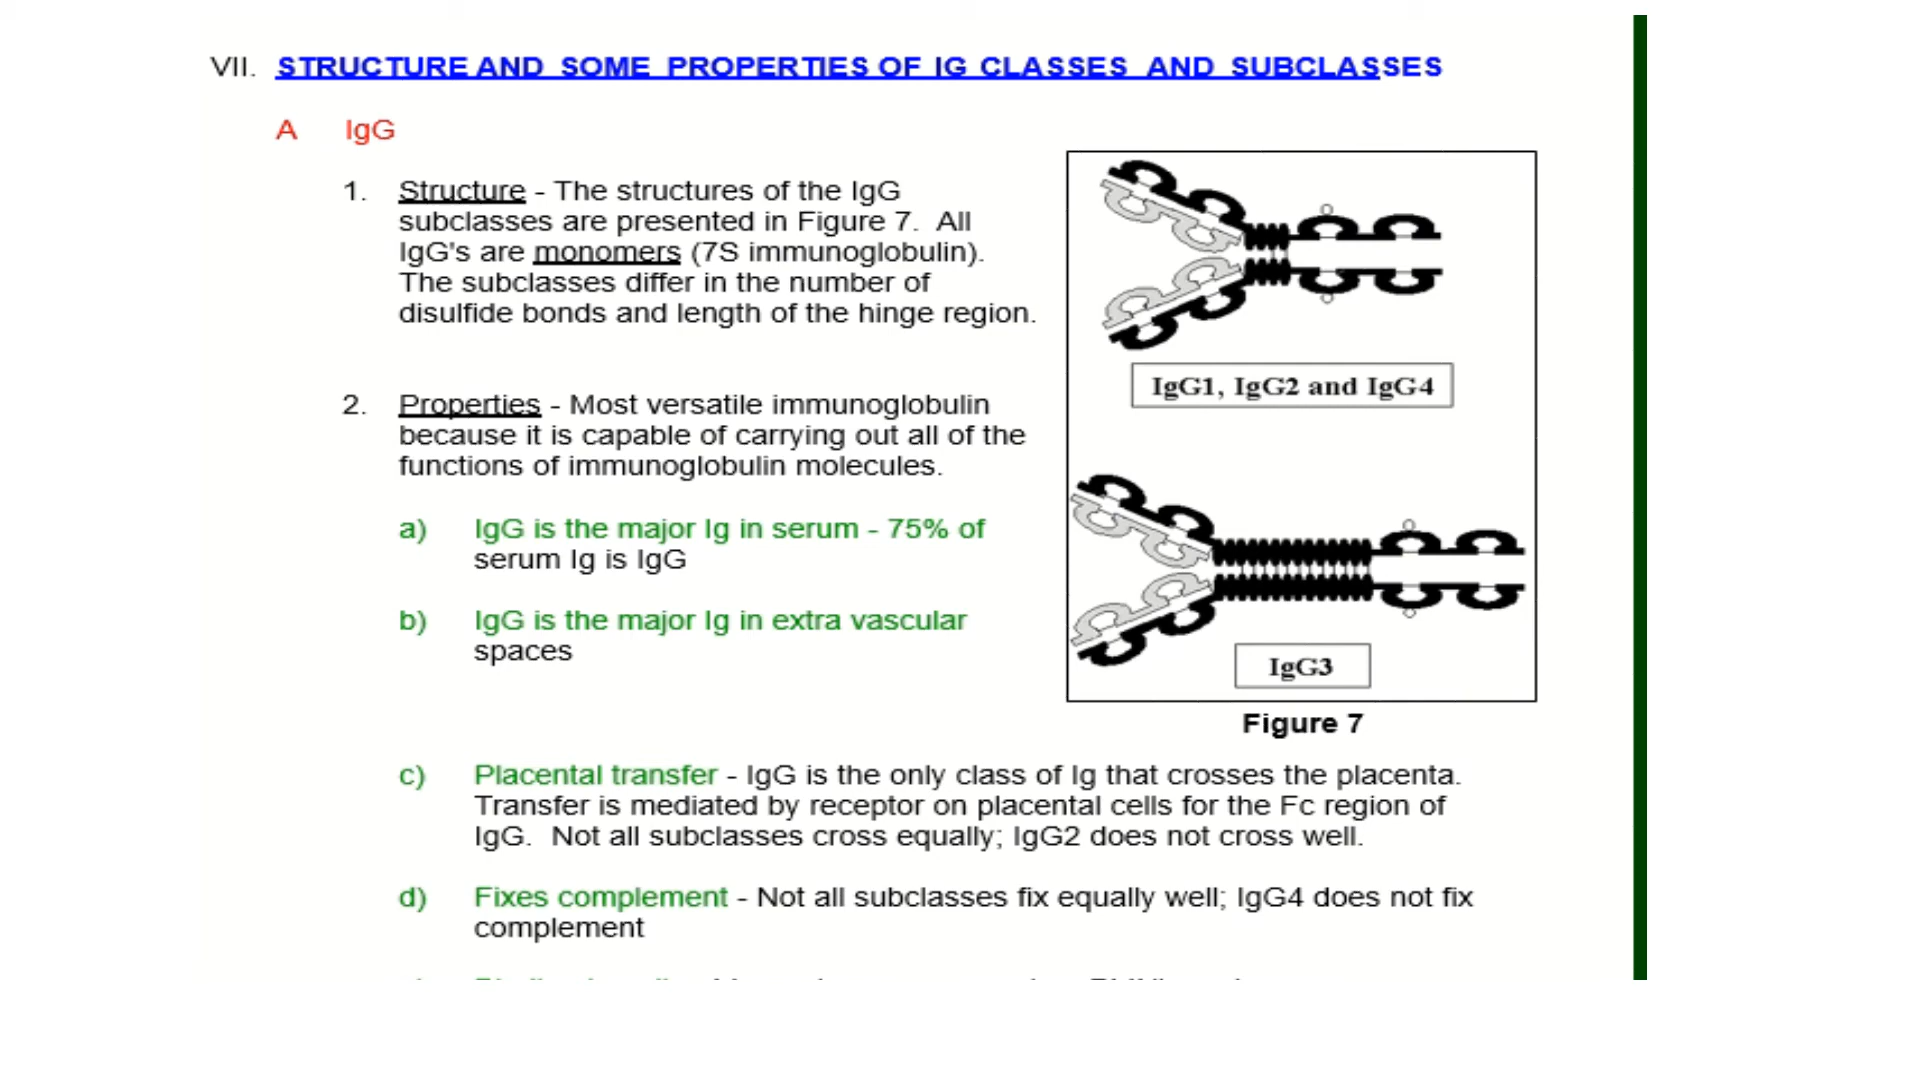 VII. STRUCTURE AND SOME PROPERTIES OF IG CLASSES AND SUBCLASSES
A IgG
1. Structure - The structures of the IgG
subclasses are presented in Figure 7. All
IgG's are monomers (7S immunoglobulin).
The subclasses differ in the number of
disulfide bonds and length of the hinge region.
2. Properties - Most versatile immunoglobulin
because it is capable of carrying out all of the
functions of immunoglobulin molecules.
a) IgG is the major Ig in serum - 75% of
serum Ig is IgG
b) IgG is the major Ig in extra vascular
spaces
IgG1, IgG2 and IgG4
IgG3
Figure 7
c) Placental transfer - IgG is the only class of Ig that crosses the placenta.
Transfer is mediated by receptor on placental cells for the Fc region of
IgG. Not all subclasses cross equally; IgG2 does not cross well.
d) Fixes complement - Not all subclasses fix equally well; IgG4 does not fix
complement